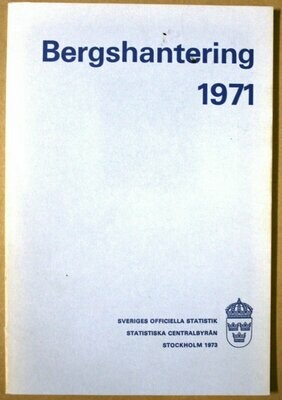 Bergshantering
1971
SVERIGES OFFICIELLA STATISTIK
STATISTISKA CENTRALBYRÅN
STOCKHOLM 1973